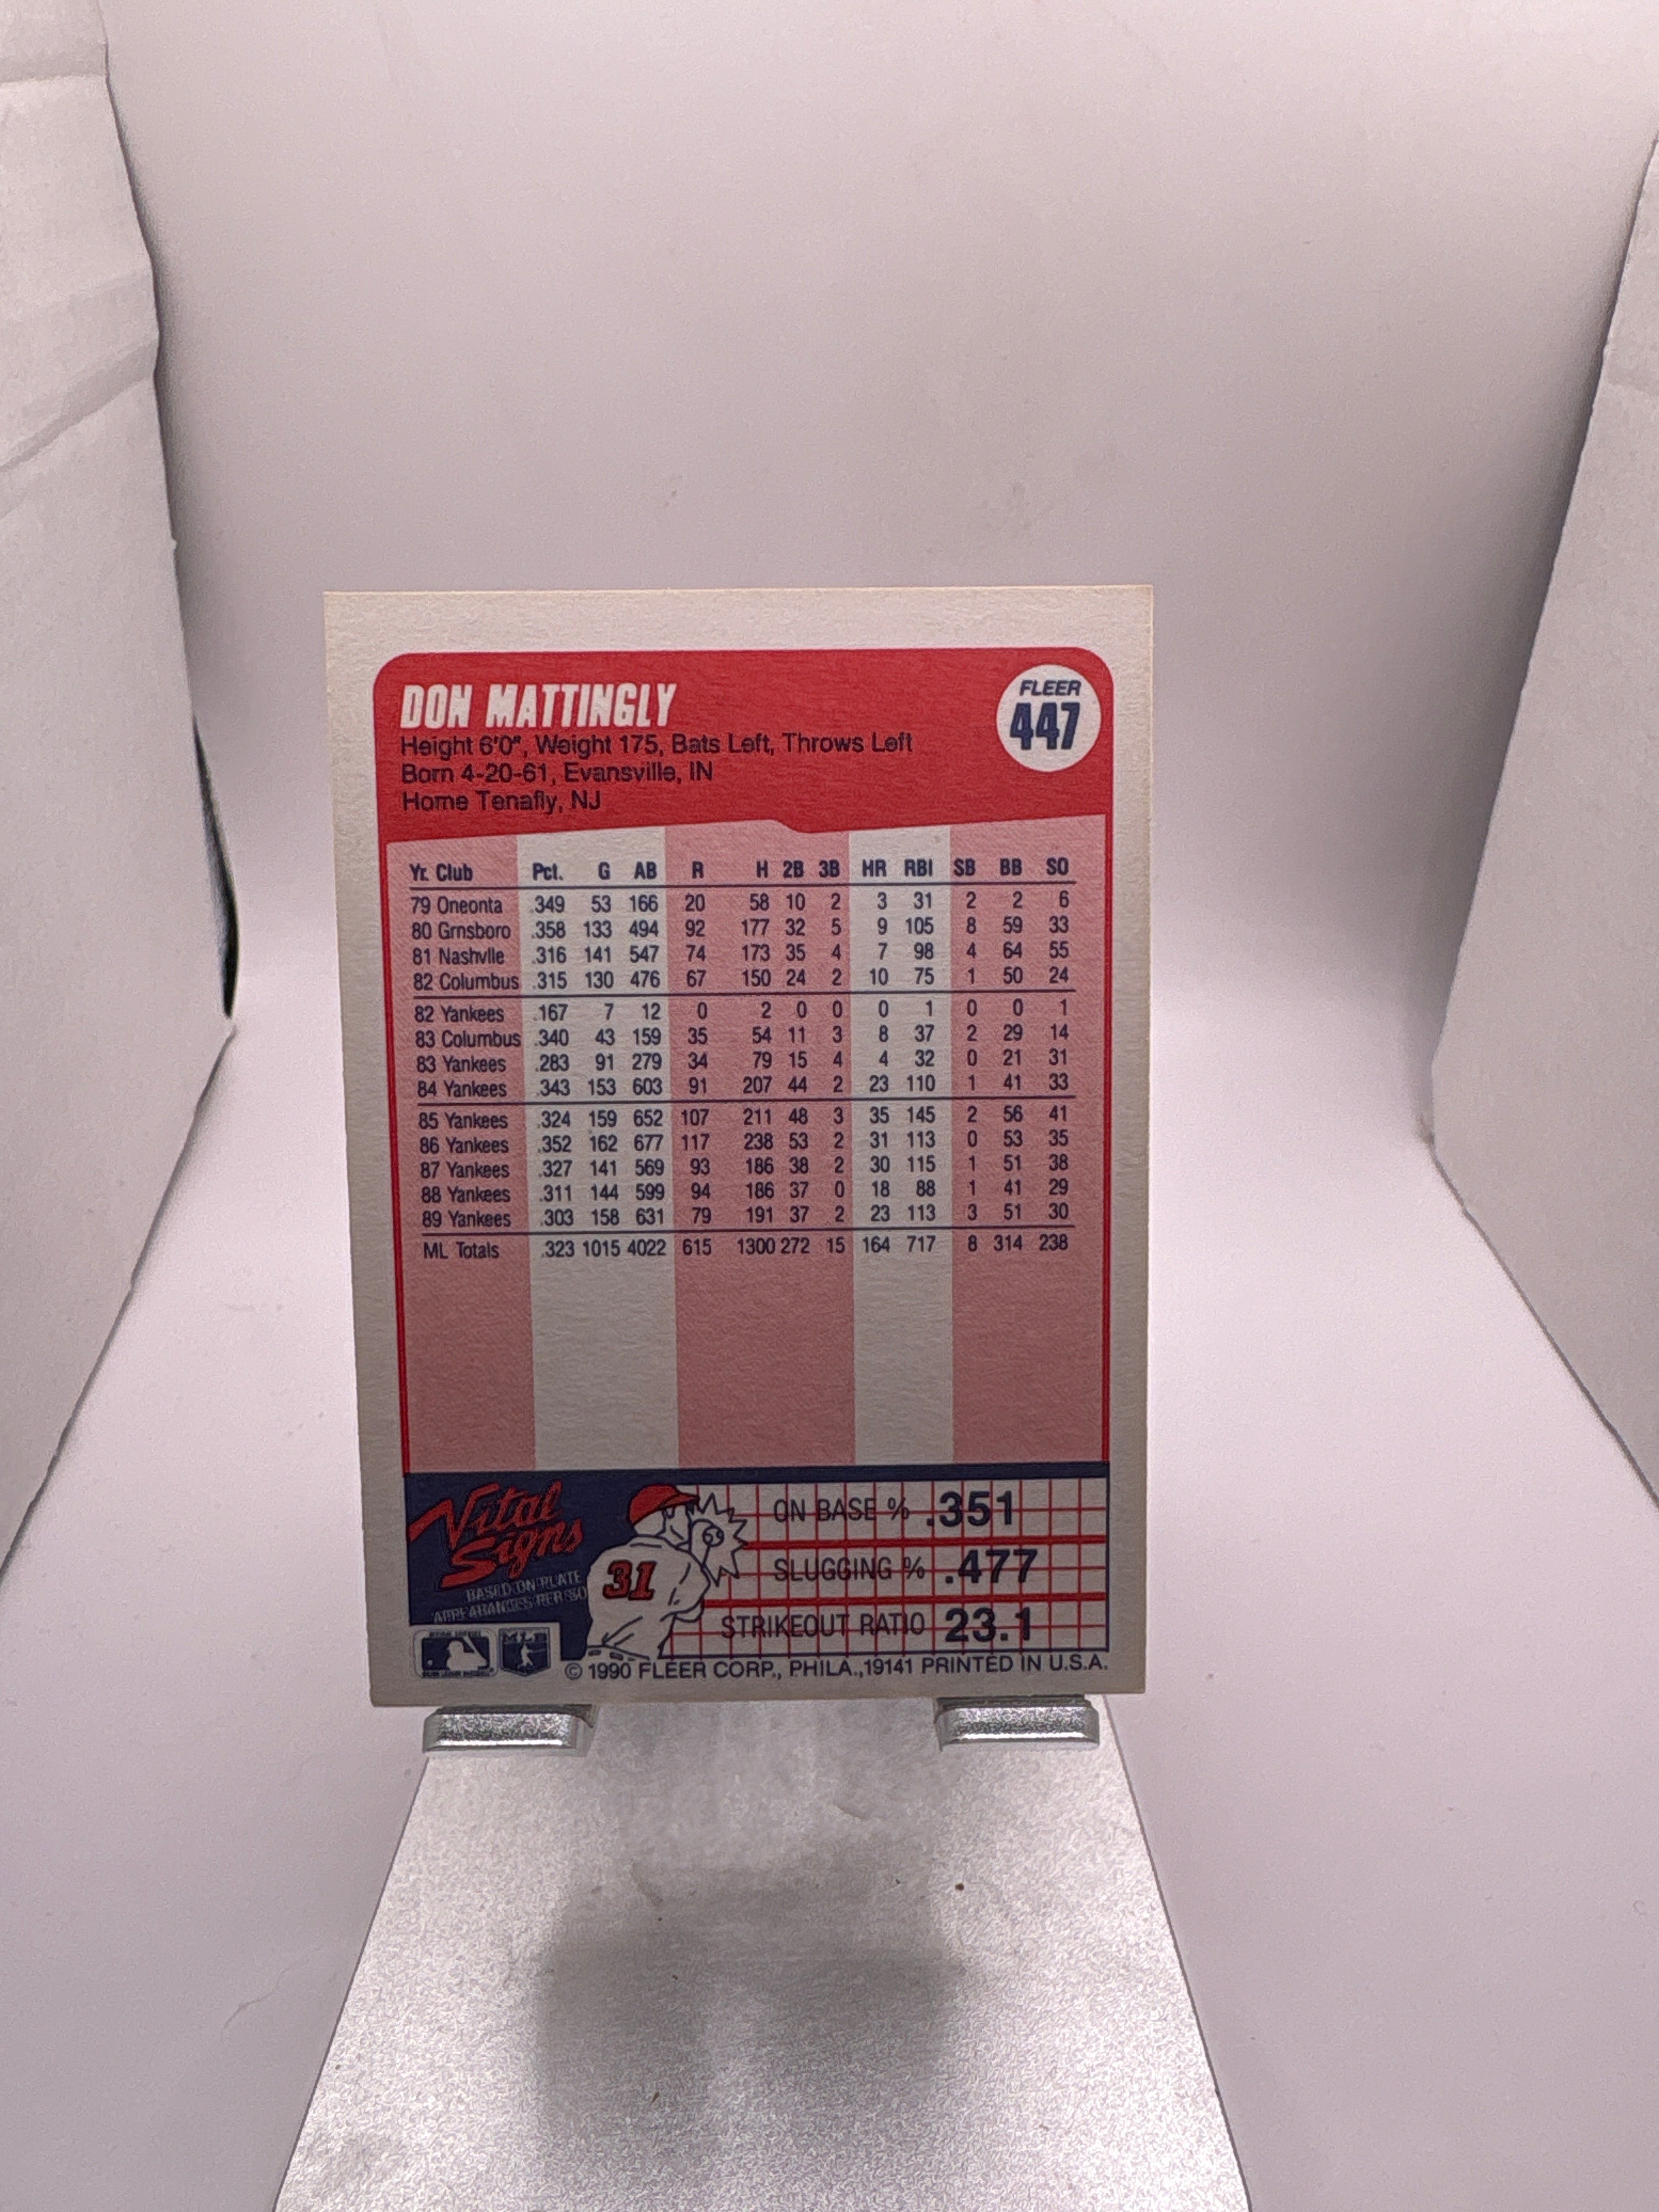 DON MATTINGLY
FLEER
447
Height 6'0", Weight 175, Bats Left, Throws Left
Born 4-20-61, Evansville, IN
Home Tenafly, NJ
Yr. Club Pct. G AB R H 2B 3B HR RBI SB BB SO
79 Oneonta .349 53 166 20 58 10 2 3 31 2 2 6
80 Grnsboro .358 133 494 92 177 32 5 9 105 8 59 33
81 Nashvlle .316 141 547 74 173 35 4 7 98 4 64 55
82 Columbus .315 130 476 67 150 24 2 10 75 1 50 24
82 Yankees .167 7 12 0 2 0 0 0 1 0 0 1
83 Columbus .340 43 159 35 54 11 3 8 37 2 29 14
83 Yankees .283 91 279 34 79 15 4 4 32 0 21 31
84 Yankees .343 153 603 91 207 44 2 23 110 1 41 33
85 Yankees .324 159 652 107 211 48 3 35 145 2 56 41
86 Yankees .352 162 677 117 238 53 2 31 113 0 53 35
87 Yankees .327 141 569 93 186 38 2 30 115 1 51 38
88 Yankees .311 144 599 94 186 37 0 18 88 1 41 29
89 Yankees .303 158 631 79 191 37 2 23 113 3 51 30
ML Totals .323 1015 4022 615 1300 272 15 164 717 8 314 238
Vital
Signs
BASED ON PLATE
APPEARANCES PER SO
31
ON BASE % .351
SLUGGING % .477
STRIKEOUT RATIO 23.1
© 1990 FLEER CORP., PHILA.,19141 PRINTED IN U.S.A.